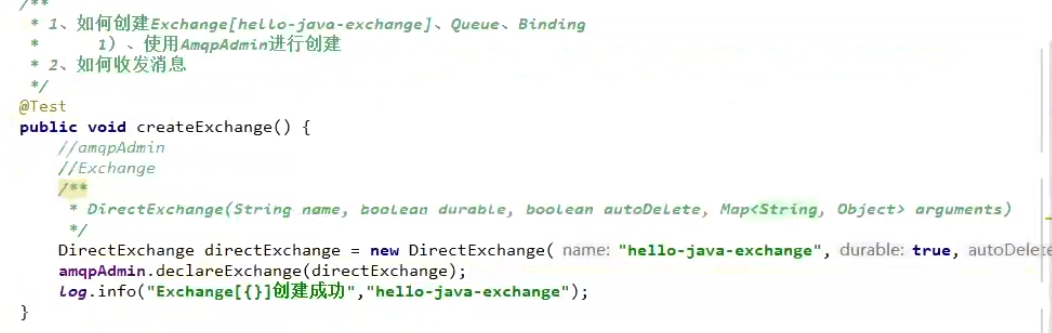 /**
 * 1、如何创建Exchange[hello-java-exchange]、Queue、Binding
 *      1）、使用AmqpAdmin进行创建
 * 2、如何收发消息
 */
@Test
public void createExchange() {
    //amqpAdmin
    //Exchange
    /**
     * DirectExchange(String name, boolean durable, boolean autoDelete, Map<String, Object> arguments)
     */
    DirectExchange directExchange = new DirectExchange( name: "hello-java-exchange", durable: true, autoDelete
    amqpAdmin.declareExchange(directExchange);
    log.info("Exchange[{}]创建成功","hello-java-exchange");
}